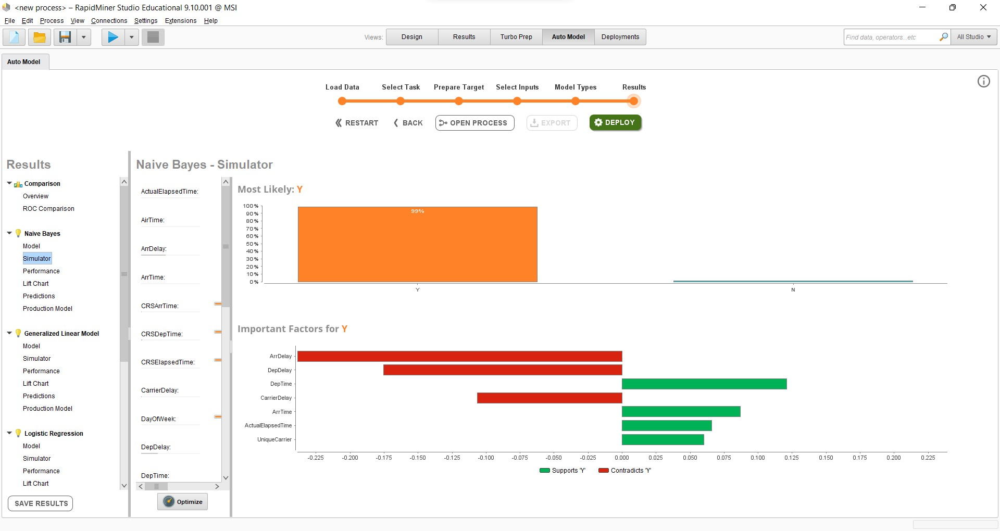 <new process> – RapidMiner Studio Educational 9.10.001 @ MSI
File Edit Process View Connections Settings Extensions Help
Views: Design Results Turbo Prep Auto Model Deployments
Find data, operators...etc
All Studio
Auto Model
Load Data Select Task Prepare Target Select Inputs Model Types Results
RESTART BACK OPEN PROCESS EXPORT DEPLOY
Results
Comparison
Overview
ROC Comparison
Naive Bayes
Model
Simulator
Performance
Lift Chart
Predictions
Production Model
Generalized Linear Model
Model
Simulator
Performance
Lift Chart
Predictions
Production Model
Logistic Regression
Model
Simulator
Performance
Lift Chart
SAVE RESULTS
Naive Bayes - Simulator
ActualElapsedTime:
AirTime:
ArrDelay:
ArrTime:
CRSArrTime:
CRSDepTime:
CRSElapsedTime:
CarrierDelay:
DayOfWeek:
DepDelay:
DepTime:
Optimize
Most Likely: Y
100%
90%
80%
70%
60%
50%
40%
30%
20%
10%
0%
99%
Y N
Important Factors for Y
ArrDelay
DepDelay
DepTime
CarrierDelay
ArrTime
ActualElapsedTime
UniqueCarrier
-0.225 -0.200 -0.175 -0.150 -0.125 -0.100 -0.075 -0.050 -0.025 0.000 0.025 0.050 0.075 0.100 0.125 0.150 0.175 0.200 0.225
Supports 'Y' Contradicts 'Y'